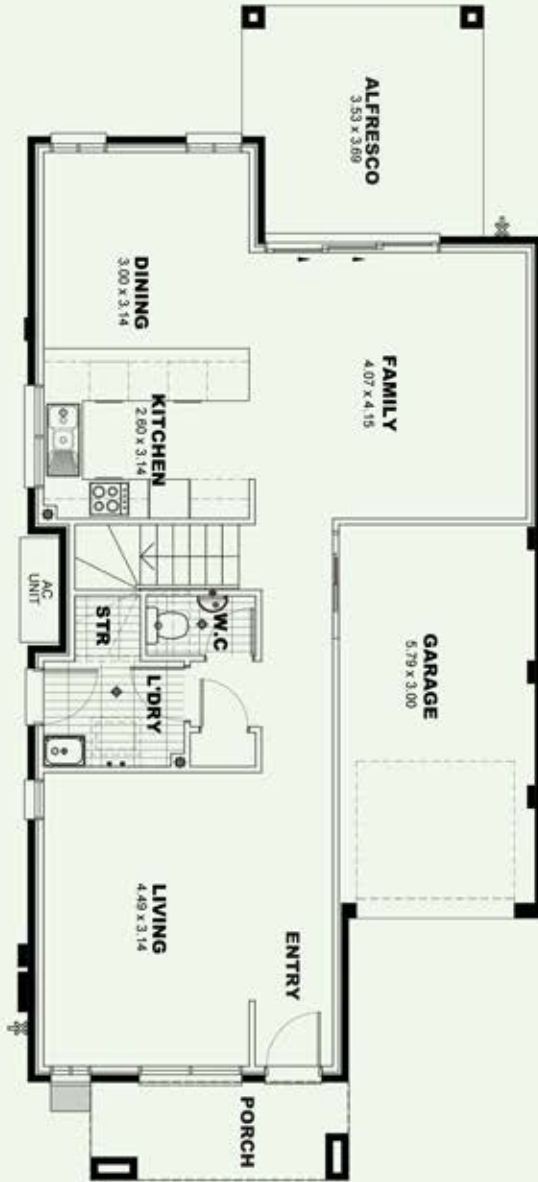 ALFRESCO
3.53 x 3.69
DINING
3.00 x 3.14
FAMILY
4.07 x 4.15
KITCHEN
2.60 x 3.14
AC
UNIT
STR
W.C
L'DRY
GARAGE
5.79 x 3.00
LIVING
4.49 x 3.14
ENTRY
PORCH